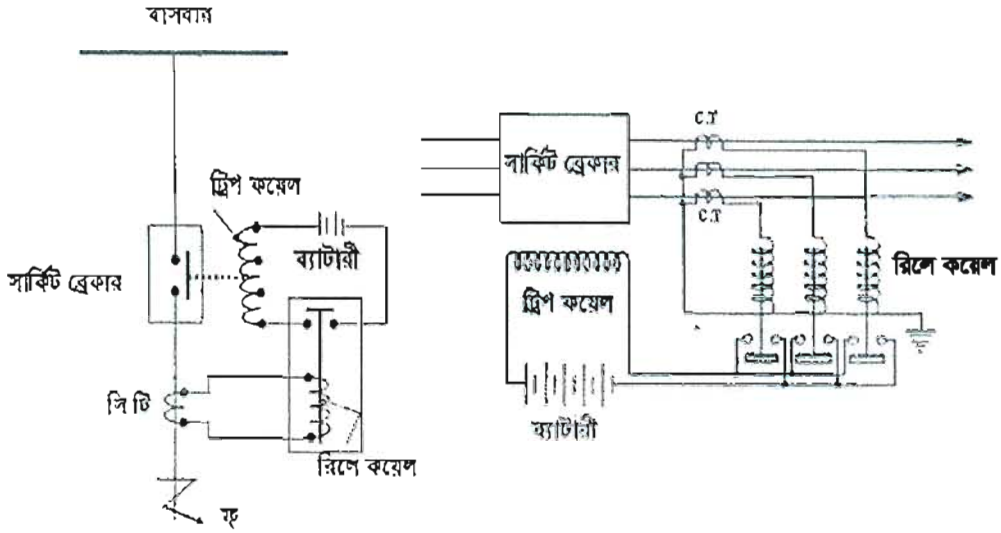 বাসবার
ট্রিপ কয়েল
ব্যাটারী
সার্কিট ব্রেকার
সি টি
রিলে কয়েল
C.T
সার্কিট ব্রেকার
C.T
রিলে কয়েল
ট্রিপ কয়েল
ব্যাটারী